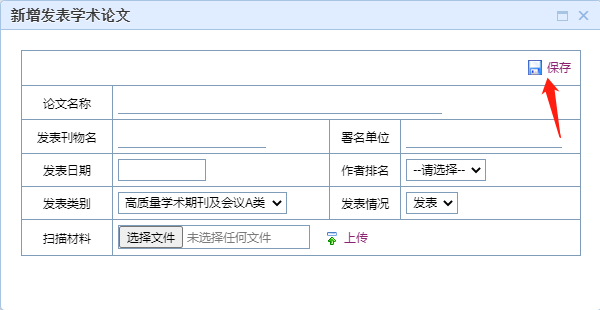 新增发表学术论文
保存
论文名称
发表刊物名 署名单位
发表日期 作者排名 --请选择--
发表类别 高质量学术期刊及会议A类 发表情况 发表
扫描材料 选择文件 未选择任何文件 上传